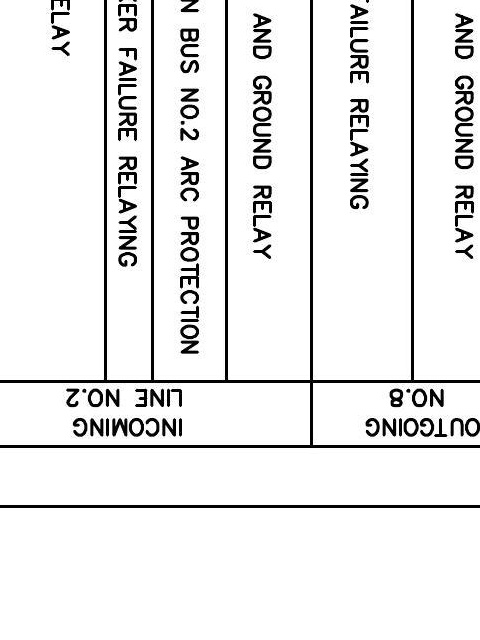 OUTGOING
NO.8
INCOMING
LINE NO.2
AND GROUND RELAY
AILURE RELAYING
AND GROUND RELAY
N BUS NO.2 ARC PROTECTION
ER FAILURE RELAYING
ELAY